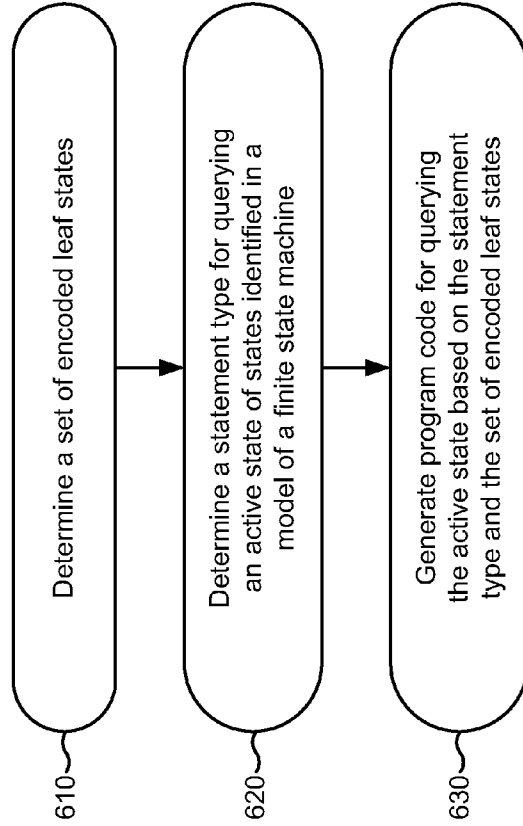 610
Determine a set of encoded leaf states
620
Determine a statement type for querying
an active state of states identified in a
model of a finite state machine
630
Generate program code for querying
the active state based on the statement
type and the set of encoded leaf states